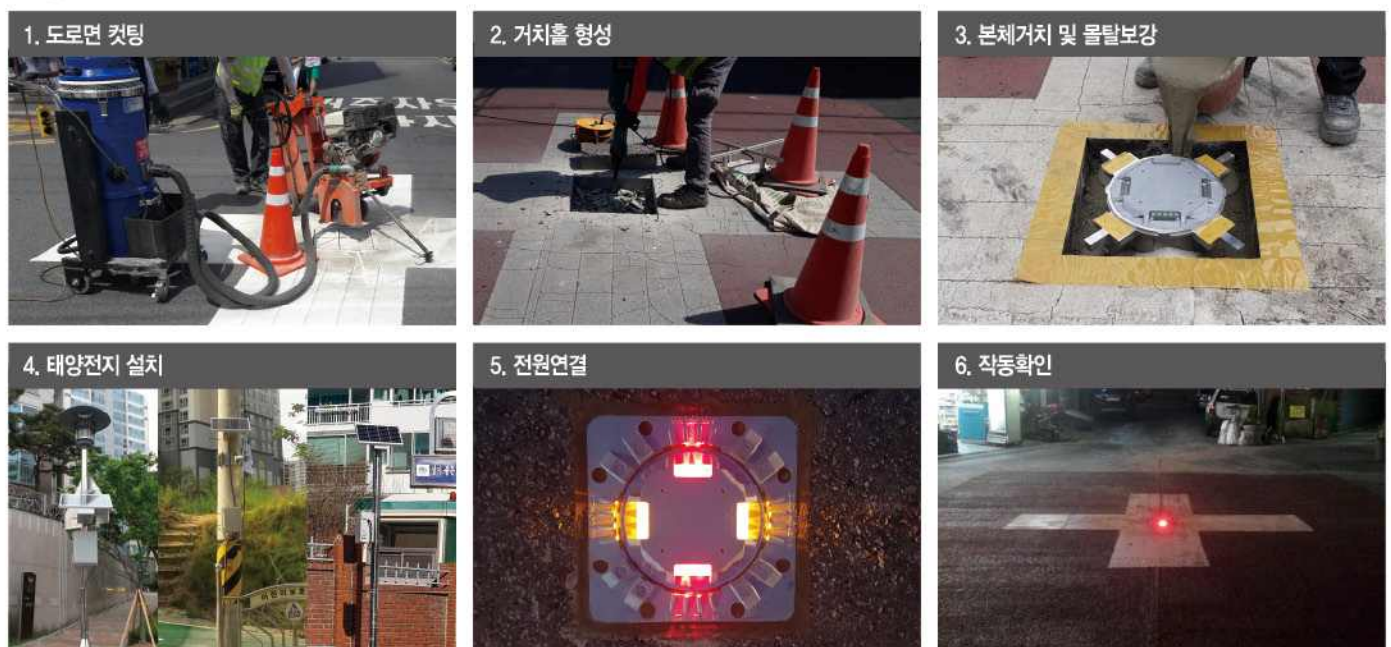 1. 도로면 컷팅
2. 거치홀 형성
3. 본체거치 및 몰탈보강
4. 태양전지 설치
5. 전원연결
6. 작동확인